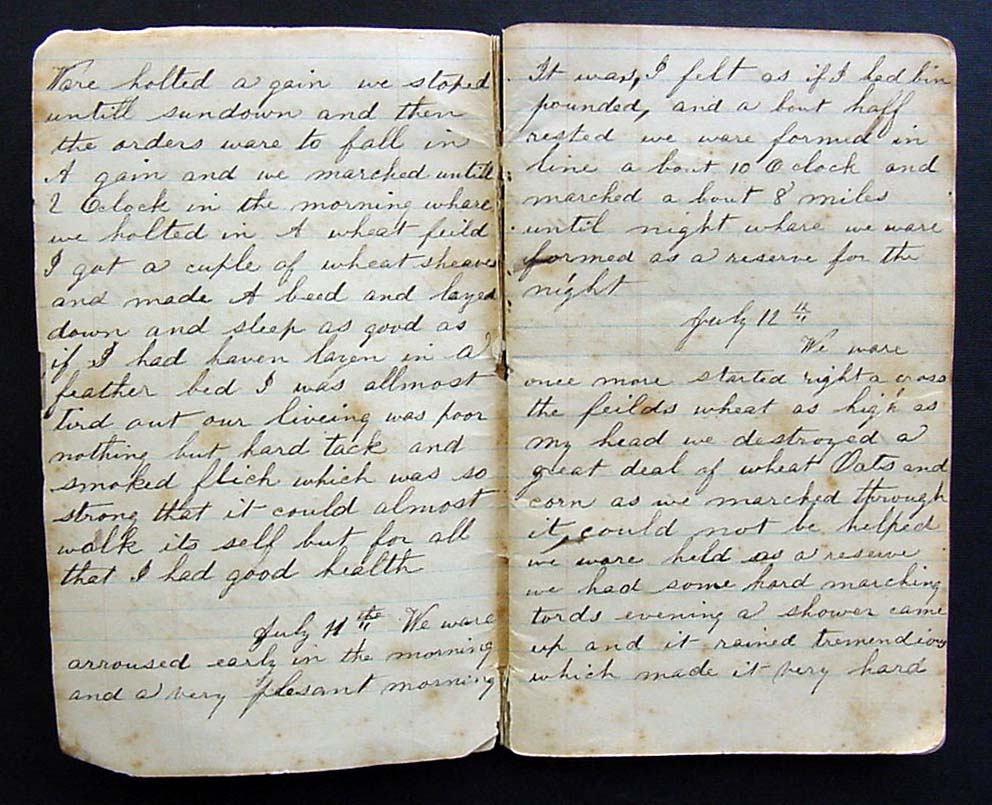 Ware holted a gain we stoped
untill sundown and then
the orders ware to fall in
A gain and we marched untill
2 Oclock in the morning whare
we holted in A wheat feild
I got a cuple of wheat sheaves
and made A beed and layed
down and sleep as good as
if I had haven layen in a
feather bed I was allmost
tird out our liveing was poor
nothing but hard tack and
smoked flich which was so
strong that it could almost
walk its self but for all
that I had good health
July 11th We ware
arroused early in the morning
and a very plesant morning
It was, I felt as if I had bin
pounded, and a bout haff
rested we ware formed in
line a bout 10 Oclock and
marched a bout 8 miles
until night whare we ware
formed as a reserve for the
night
July 12th
We ware
once more started right a cross
the feilds wheat as high as
my head we destroyed a
great deal of wheat Oats and
corn as we marched through
it, could not be helped
we ware held as a reserve
we had some hard marching
tords evening a shower came
up and it rained tremendious
which made it very hard